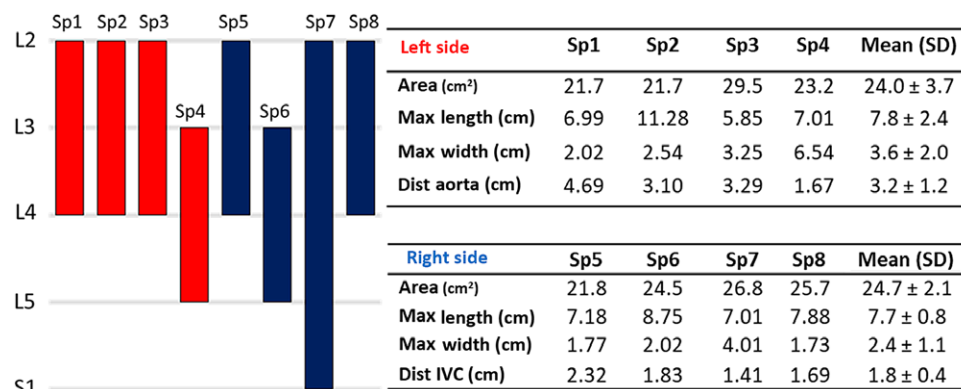 Sp1 Sp2 Sp3 Sp5 Sp7 Sp8
L2
Sp4 Sp6
L3
L4
L5
S1
Left side Sp1 Sp2 Sp3 Sp4 Mean (SD)
Area (cm²) 21.7 21.7 29.5 23.2 24.0 ± 3.7
Max length (cm) 6.99 11.28 5.85 7.01 7.8 ± 2.4
Max width (cm) 2.02 2.54 3.25 6.54 3.6 ± 2.0
Dist aorta (cm) 4.69 3.10 3.29 1.67 3.2 ± 1.2
Right side Sp5 Sp6 Sp7 Sp8 Mean (SD)
Area (cm²) 21.8 24.5 26.8 25.7 24.7 ± 2.1
Max length (cm) 7.18 8.75 7.01 7.88 7.7 ± 0.8
Max width (cm) 1.77 2.02 4.01 1.73 2.4 ± 1.1
Dist IVC (cm) 2.32 1.83 1.41 1.69 1.8 ± 0.4